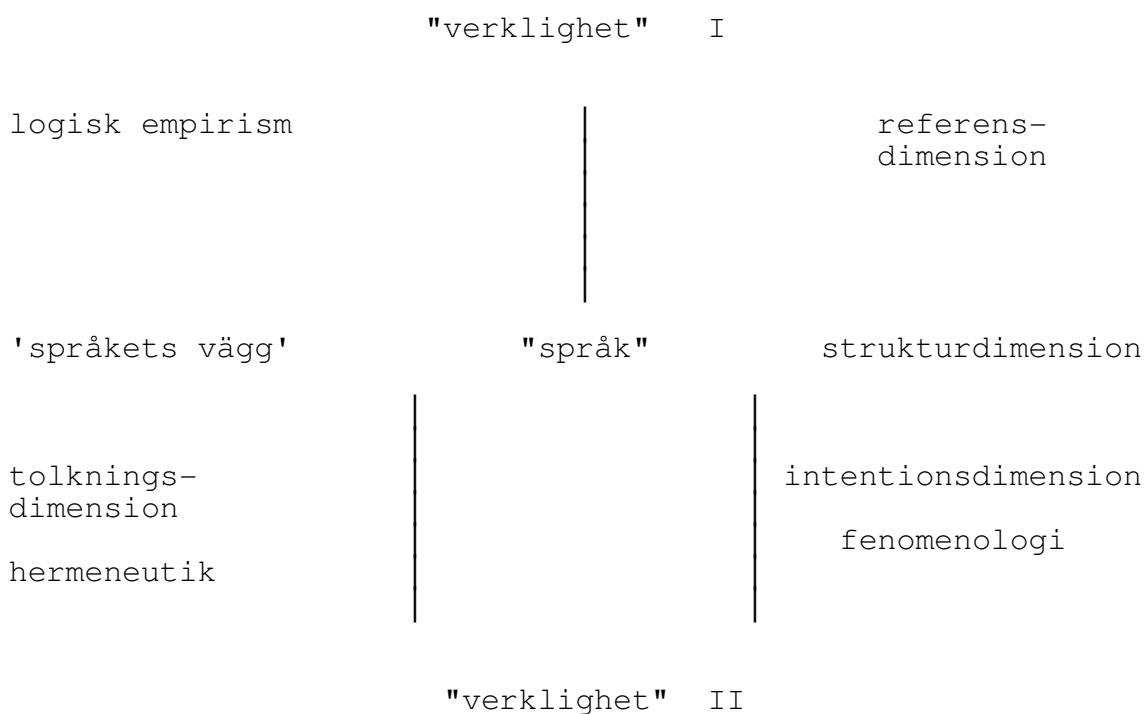 "verklighet" I
logisk empirism
referens-
dimension
'språkets vägg' "språk" strukturdimension
tolknings-
dimension
hermeneutik
intentionsdimension
fenomenologi
"verklighet" II